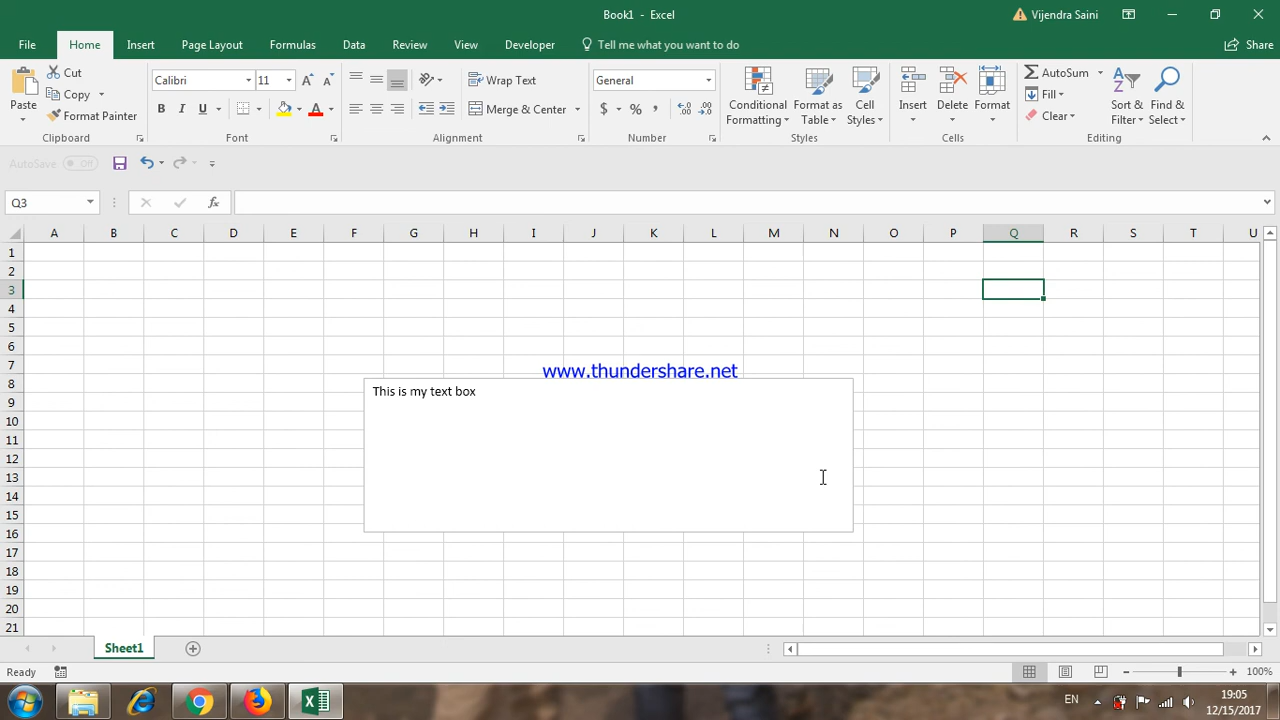 Book1 - Excel
Vijendra Saini
File Home Insert Page Layout Formulas Data Review View Developer Tell me what you want to do Share
Paste
Cut
Copy
Format Painter
Clipboard
Calibri 11
B I U
Font
Wrap Text
Merge & Center
Alignment
General
$ % ,
Number
Conditional Formatting
Format as Table
Cell Styles
Styles
Insert
Delete
Format
Cells
AutoSum
Fill
Clear
Sort & Filter
Find & Select
Editing
AutoSave Off
Q3
fx
A B C D E F G H I J K L M N O P Q R S T U
1
2
3
4
5
6
7
www.thundershare.net
8
This is my text box
9
10
11
12
13
14
15
16
17
18
19
20
21
Sheet1
Ready
100%
EN
19:05
12/15/2017